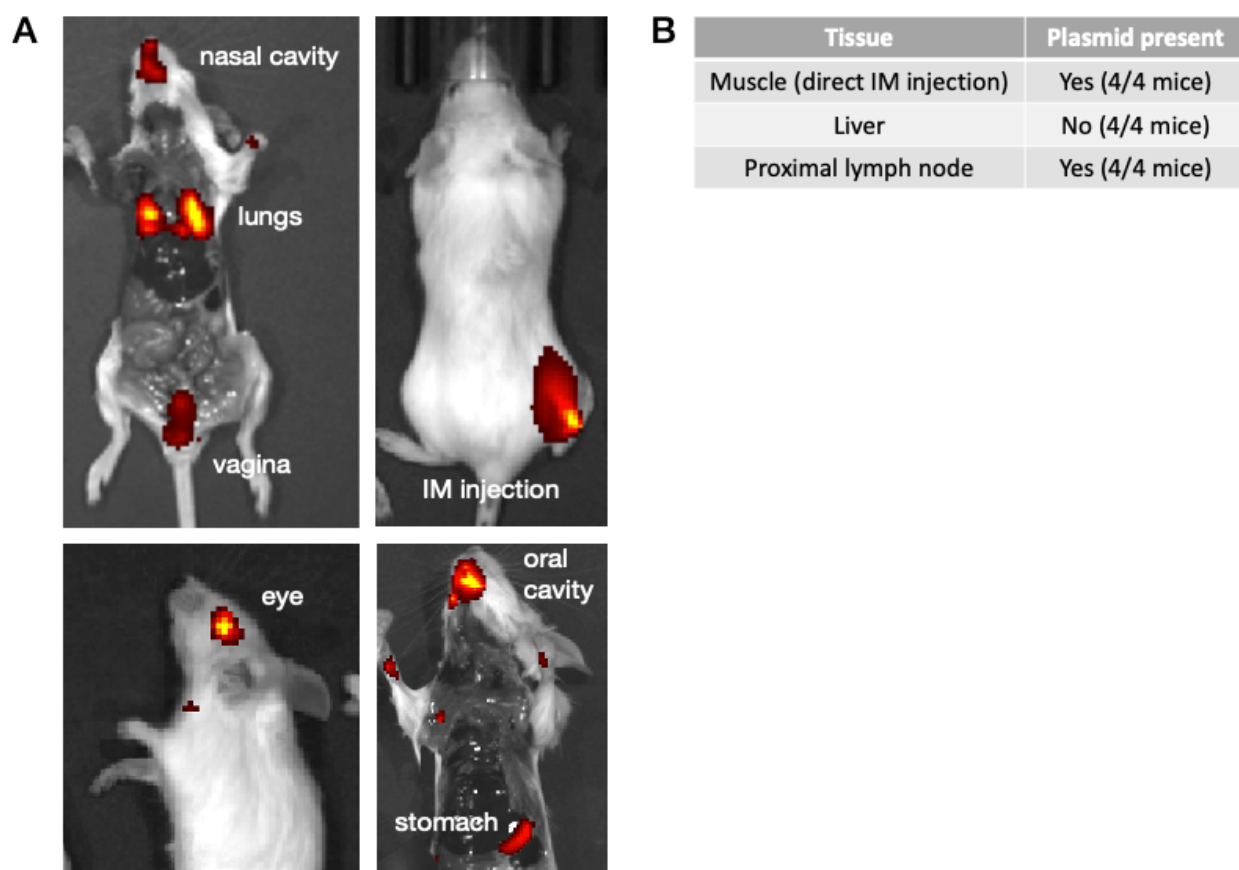 A
nasal cavity
lungs
vagina
IM injection
eye
oral
cavity
stomach
B
Tissue Plasmid present
Muscle (direct IM injection) Yes (4/4 mice)
Liver No (4/4 mice)
Proximal lymph node Yes (4/4 mice)